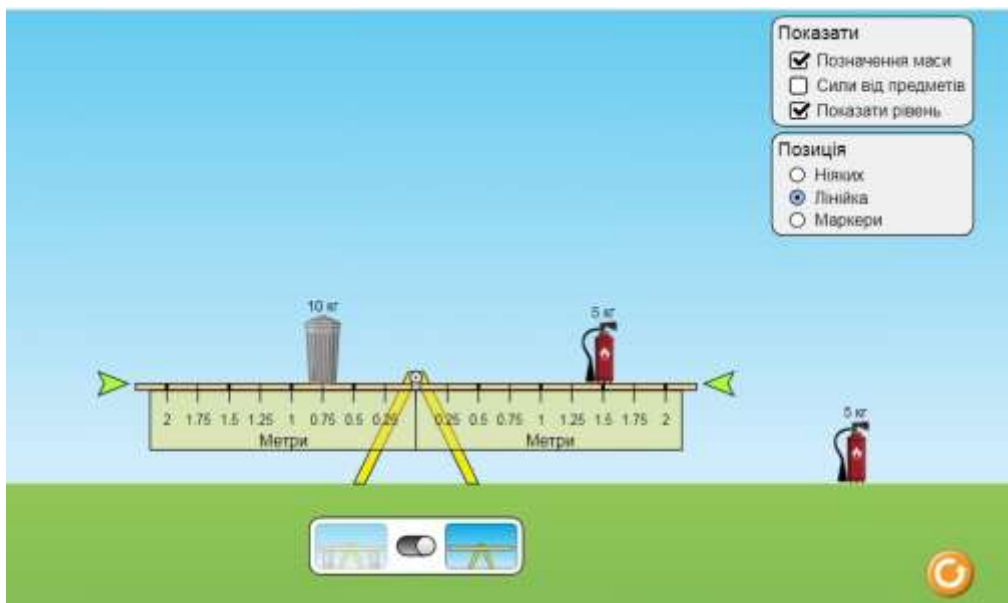 Показати
Позначення маси
Сили від предметів
Показати рівень
Позиція
Ніяких
Лінійка
Маркери
10 кг
5 кг
2 1.75 1.5 1.25 1 0.75 0.5 0.25 0.25 0.5 0.75 1 1.25 1.5 1.75 2
Метри Метри
5 кг